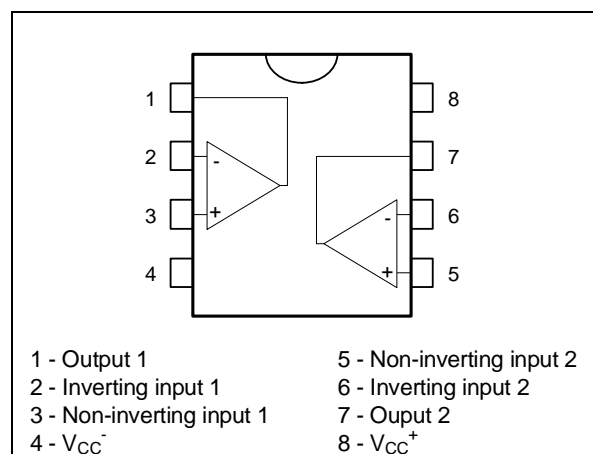 1
8
2
-
7
3
+
-
6
4
+
5
1 - Output 1
2 - Inverting input 1
3 - Non-inverting input 1
4 - VCC-
5 - Non-inverting input 2
6 - Inverting input 2
7 - Ouput 2
8 - VCC+